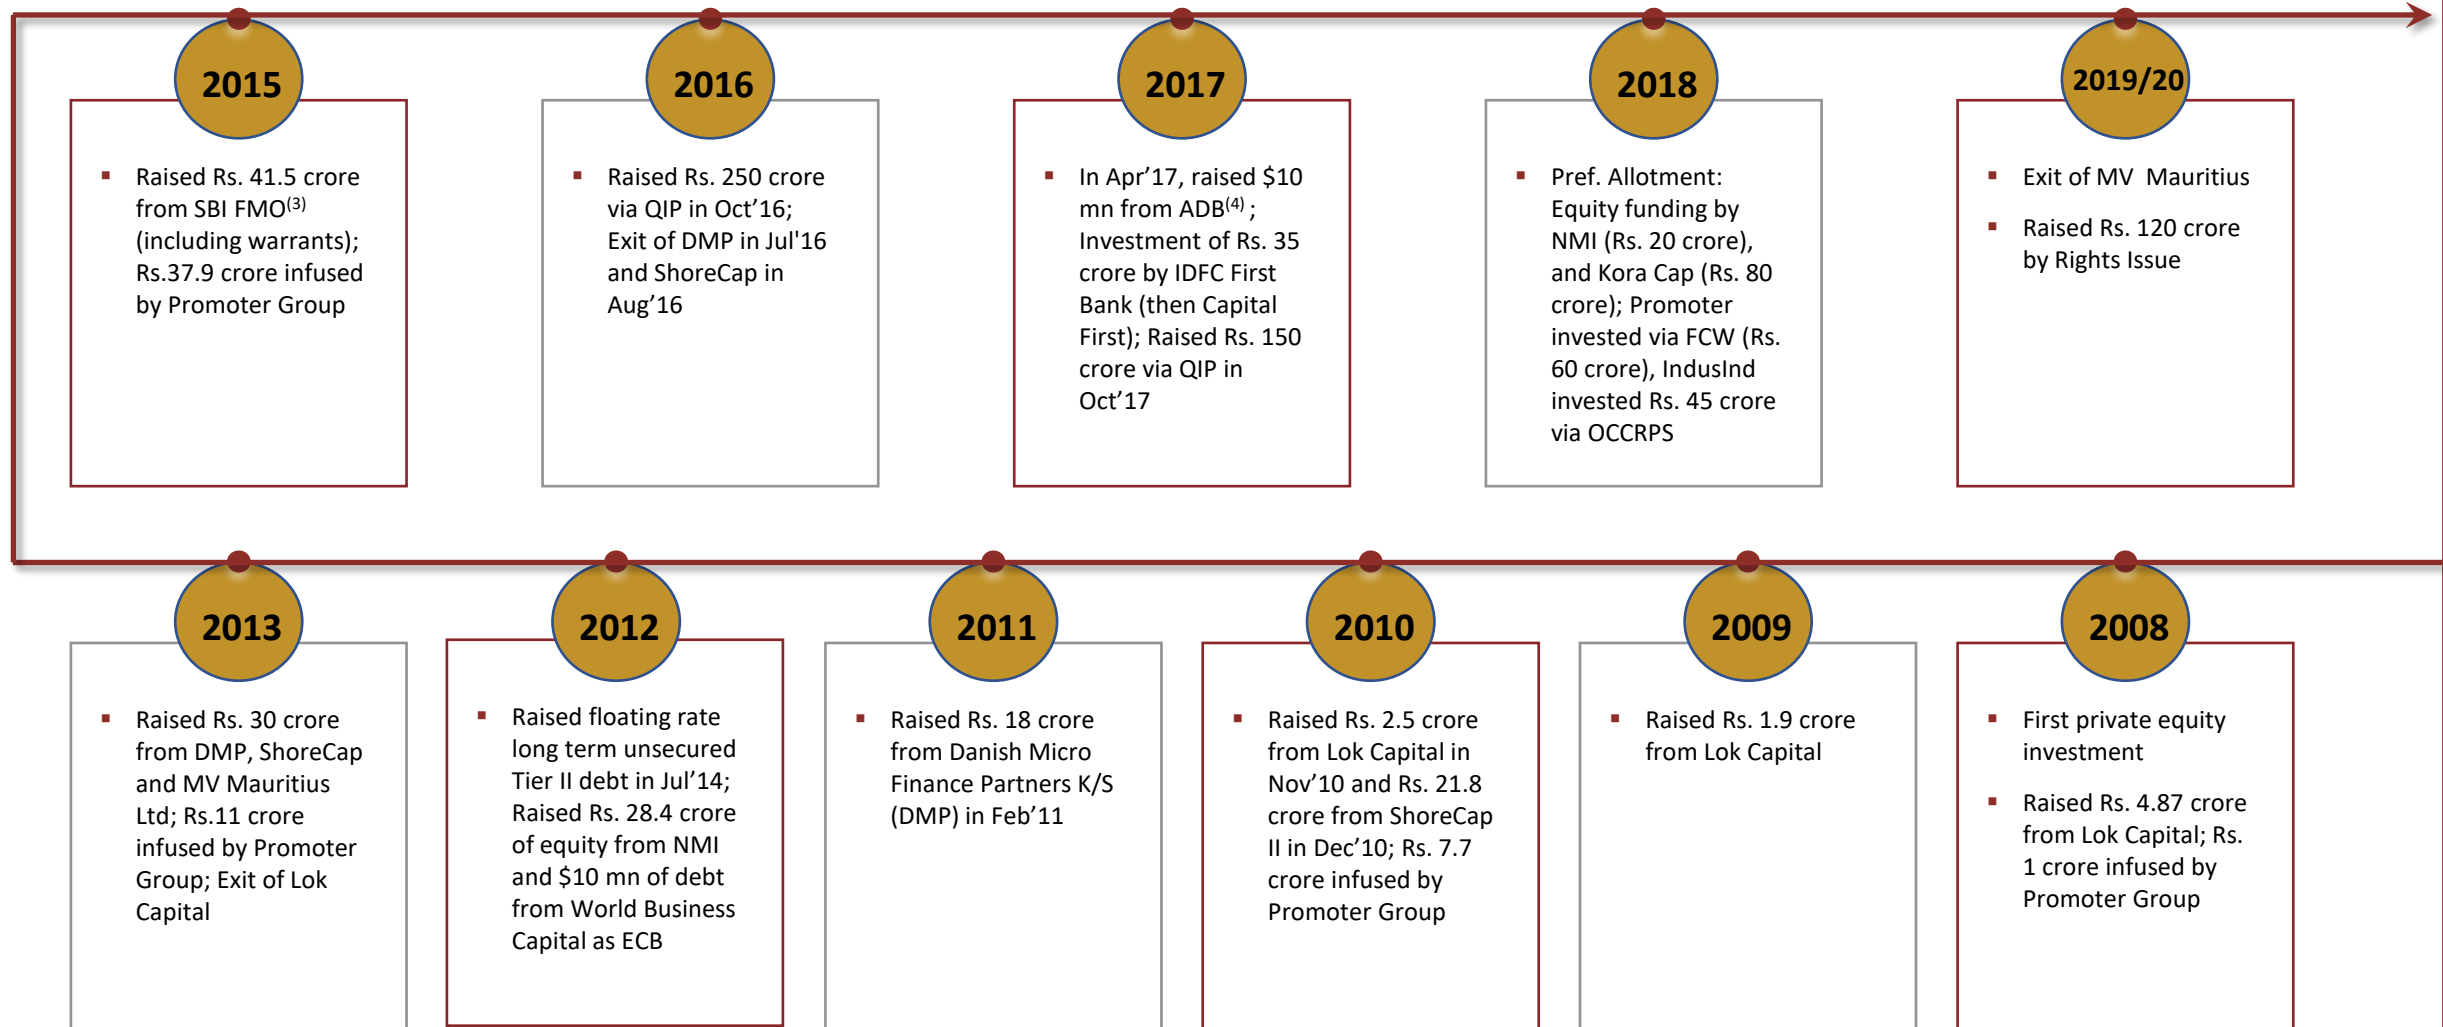 2015
Raised Rs. 41.5 crore
from SBI FMO(3)
(including warrants);
Rs.37.9 crore infused
by Promoter Group
2016
Raised Rs. 250 crore
via QIP in Oct’16;
Exit of DMP in Jul'16
and ShoreCap in
Aug’16
2017
In Apr’17, raised $10
mn from ADB(4) ;
Investment of Rs. 35
crore by IDFC First
Bank (then Capital
First); Raised Rs. 150
crore via QIP in
Oct’17
2018
Pref. Allotment:
Equity funding by
NMI (Rs. 20 crore),
and Kora Cap (Rs. 80
crore); Promoter
invested via FCW (Rs.
60 crore), IndusInd
invested Rs. 45 crore
via OCCRPS
2019/20
Exit of MV  Mauritius
Raised Rs. 120 crore
by Rights Issue
2013
Raised Rs. 30 crore
from DMP, ShoreCap
and MV Mauritius
Ltd; Rs.11 crore
infused by Promoter
Group; Exit of Lok
Capital
2012
Raised floating rate
long term unsecured
Tier II debt in Jul’14;
Raised Rs. 28.4 crore
of equity from NMI
and $10 mn of debt
from World Business
Capital as ECB
2011
Raised Rs. 18 crore
from Danish Micro
Finance Partners K/S
(DMP) in Feb’11
2010
Raised Rs. 2.5 crore
from Lok Capital in
Nov’10 and Rs. 21.8
crore from ShoreCap
II in Dec’10; Rs. 7.7
crore infused by
Promoter Group
2009
Raised Rs. 1.9 crore
from Lok Capital
2008
First private equity
investment
Raised Rs. 4.87 crore
from Lok Capital; Rs.
1 crore infused by
Promoter Group